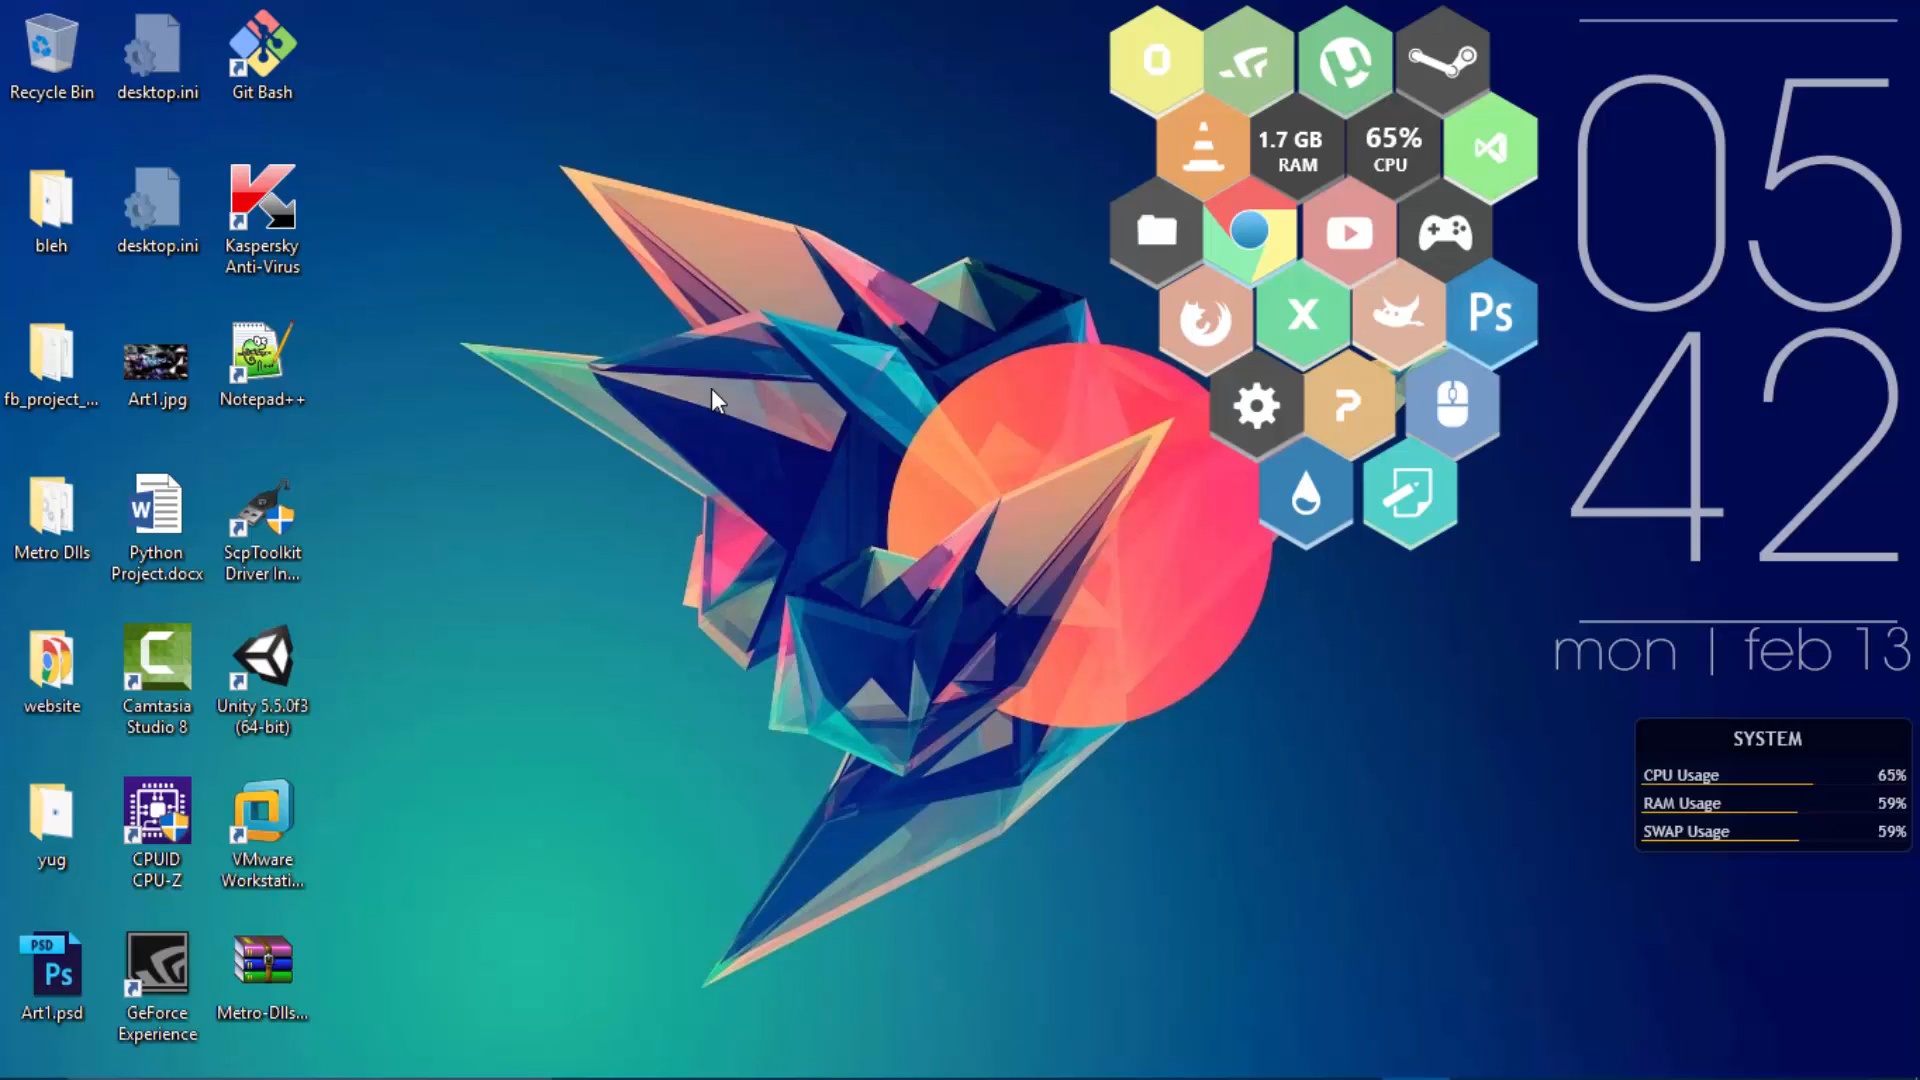 Recycle Bin
desktop.ini
Git Bash
bleh
desktop.ini
Kaspersky
Anti-Virus
fb_project_...
Art1.jpg
Notepad++
Metro Dlls
W
Python
Project.docx
ScpToolkit
Driver In...
website
C
Camtasia
Studio 8
Unity 5.5.0f3
(64-bit)
yug
CPUID
CPU-Z
VMware
Workstati...
PSD
Ps
Art1.psd
GeForce
Experience
Metro-Dlls...
1.7 GB
RAM
65%
CPU
X
Ps
05
42
mon | feb 13
SYSTEM
CPU Usage
65%
RAM Usage
59%
SWAP Usage
59%